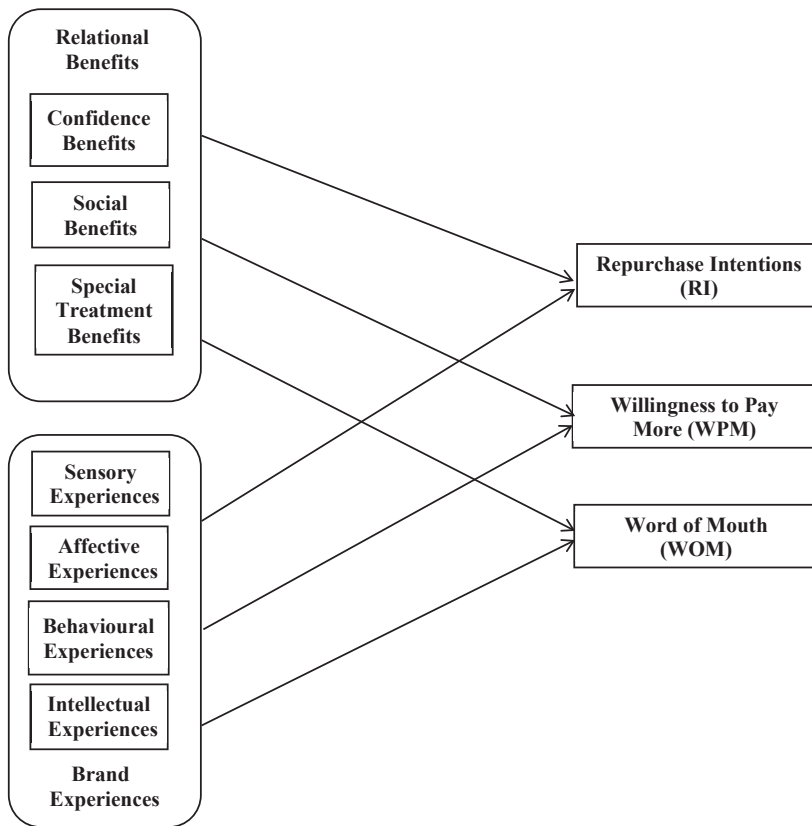 Relational
Benefits
Confidence
Benefits
Social
Benefits
Special
Treatment
Benefits
Sensory
Experiences
Affective
Experiences
Behavioural
Experiences
Intellectual
Experiences
Brand
Experiences
Repurchase Intentions
(RI)
Willingness to Pay
More (WPM)
Word of Mouth
(WOM)